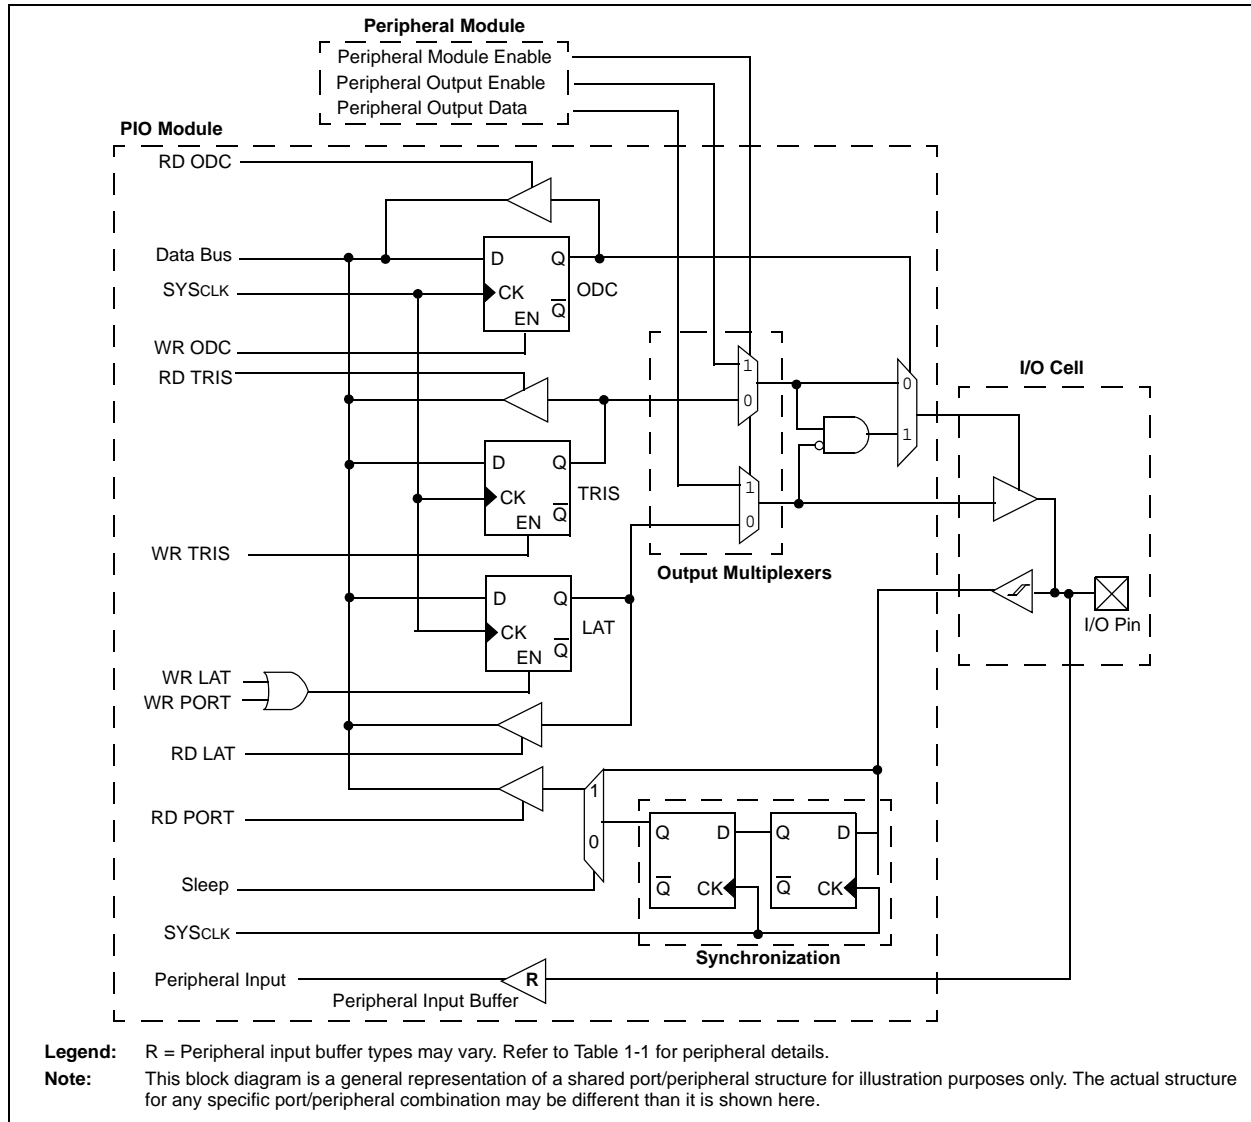 Peripheral Module
Peripheral Module Enable
Peripheral Output Enable
Peripheral Output Data
PIO Module
RD ODC
Data Bus
D Q
SYSCLK
CK
ODC
Q
EN
WR ODC
RD TRIS
1
0
0
1
I/O Cell
D Q
CK
TRIS
Q
EN
1
0
WR TRIS
Output Multiplexers
D Q
CK
LAT
Q
EN
I/O Pin
WR LAT
WR PORT
RD LAT
RD PORT
1
0
Q D Q D
Q CK Q CK
Sleep
SYSCLK
Synchronization
Peripheral Input
R
Peripheral Input Buffer
Legend: R = Peripheral input buffer types may vary. Refer to Table 1-1 for peripheral details.
Note: This block diagram is a general representation of a shared port/peripheral structure for illustration purposes only. The actual structure
for any specific port/peripheral combination may be different than it is shown here.